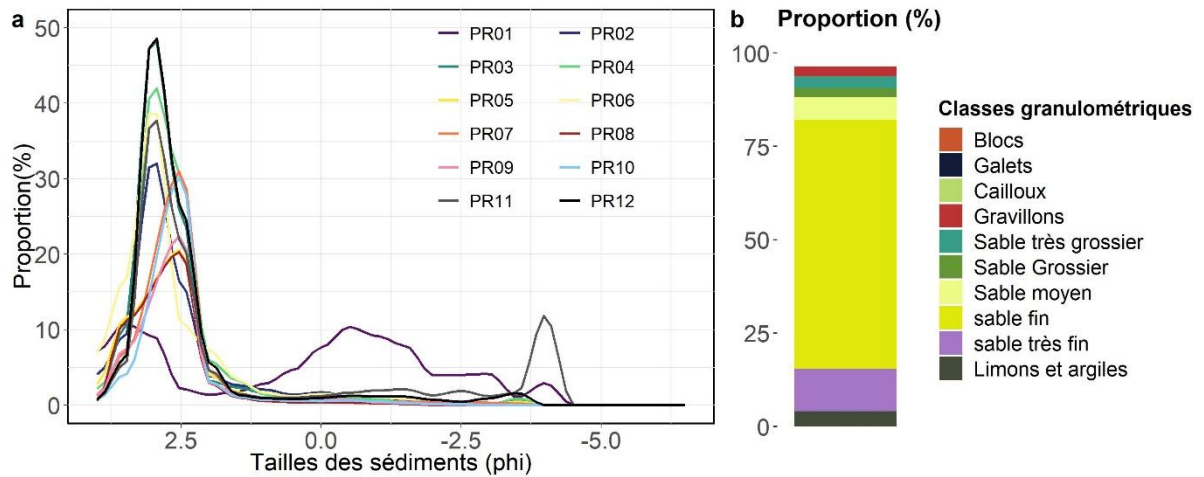 a
50
40
30
20
10
0
Proportion(%)
PR01 PR02
PR03 PR04
PR05 PR06
PR07 PR08
PR09 PR10
PR11 PR12
2.5 0.0 -2.5 -5.0
Tailles des sédiments (phi)
b Proportion (%)
100
75
50
25
0
Classes granulométriques
Blocs
Galets
Cailloux
Gravillons
Sable très grossier
Sable Grossier
Sable moyen
sable fin
sable très fin
Limons et argiles